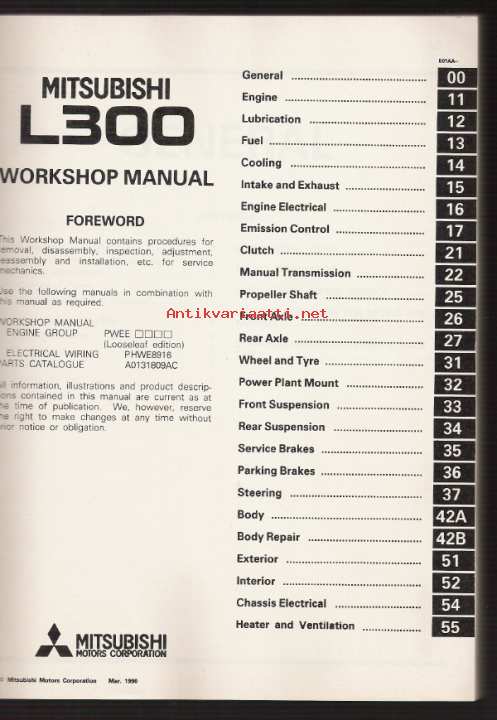 MITSUBISHI
L300
WORKSHOP MANUAL
FOREWORD
This Workshop Manual contains procedures for
removal, disassembly, inspection, adjustment,
reassembly and installation, etc. for service
mechanics.
Use the following manuals in combination with
this manual as required.
WORKSHOP MANUAL
ENGINE GROUP PWEE □□□□
(Looseleaf edition)
ELECTRICAL WIRING PHWE8916
PARTS CATALOGUE A0131809AC
All information, illustrations and product descrip-
tions contained in this manual are current as at
the time of publication. We, however, reserve
the right to make changes at any time without
prior notice or obligation.
MITSUBISHI
MOTORS CORPORATION
© Mitsubishi Motors Corporation Mar. 1990
E01AA–
General 00
Engine 11
Lubrication 12
Fuel 13
Cooling 14
Intake and Exhaust 15
Engine Electrical 16
Emission Control 17
Clutch 21
Manual Transmission 22
Propeller Shaft 25
Antikvariaatti.net
Front Axle 26
Rear Axle 27
Wheel and Tyre 31
Power Plant Mount 32
Front Suspension 33
Rear Suspension 34
Service Brakes 35
Parking Brakes 36
Steering 37
Body 42A
Body Repair 42B
Exterior 51
Interior 52
Chassis Electrical 54
Heater and Ventilation 55